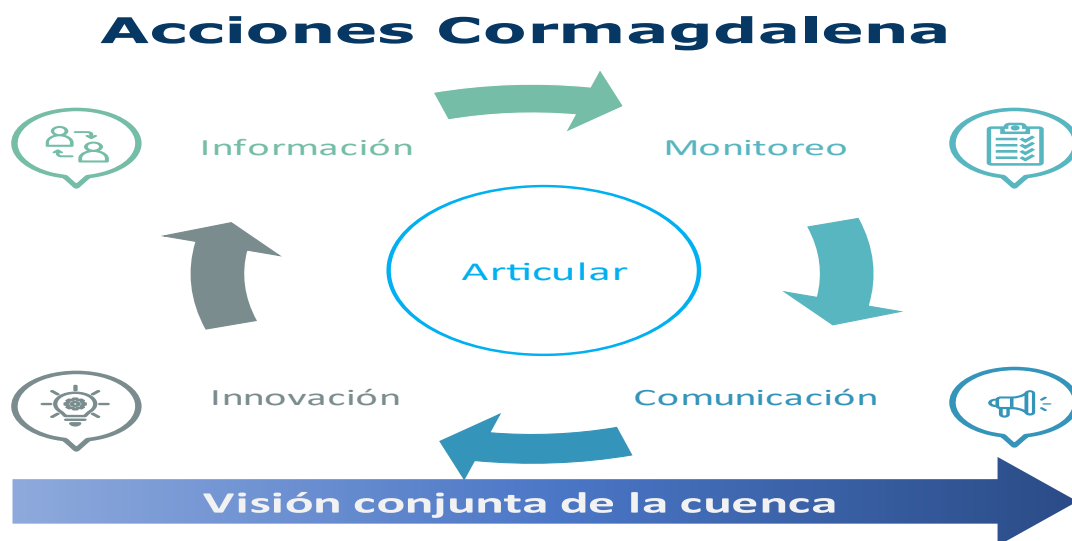 Acciones Cormagdalena
Información
Monitoreo
Articular
Innovación
Comunicación
Visión conjunta de la cuenca